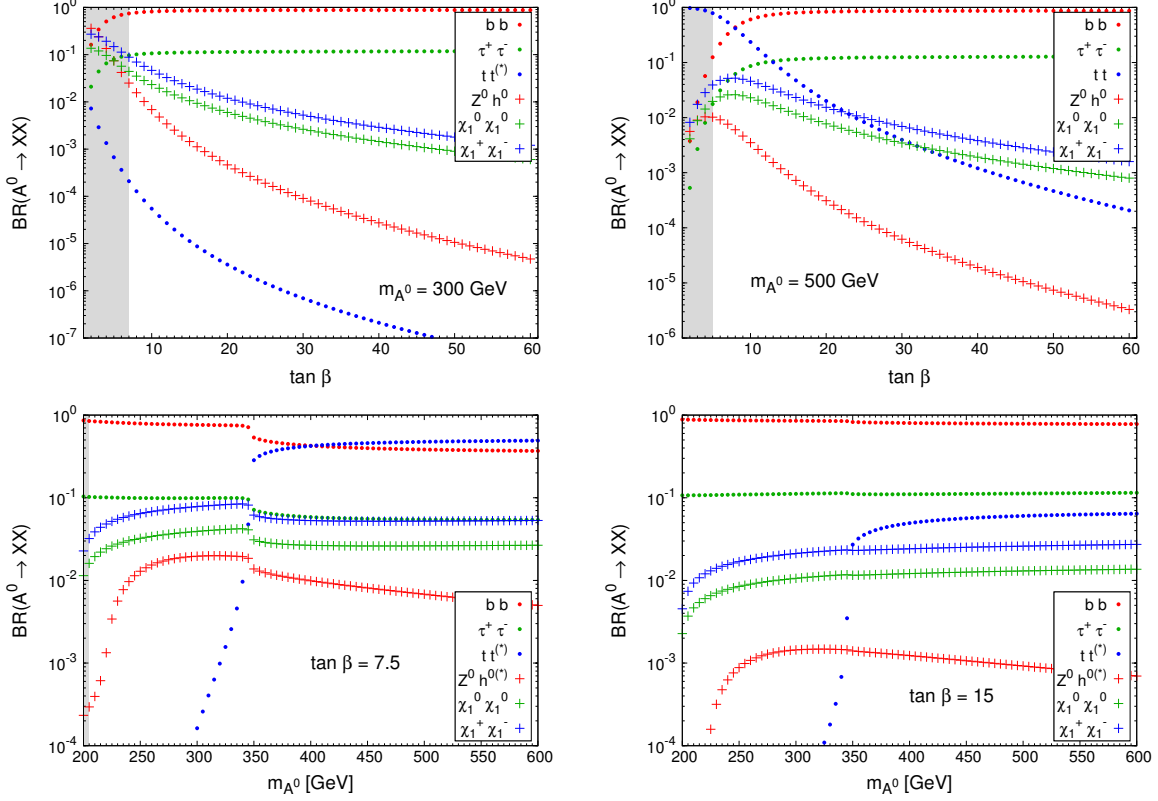 10⁰
10⁻¹
10⁻²
10⁻³
10⁻⁴
10⁻⁵
10⁻⁶
10⁻⁷
BR(A⁰ → XX)
b b
τ⁺ τ⁻
t t⁽*⁾
Z⁰ h⁰
χ₁⁰ χ₁⁰
χ₁⁺ χ₁⁻
m_A⁰ = 300 GeV
10 20 30 40 50 60
tan β
10⁰
10⁻¹
10⁻²
10⁻³
10⁻⁴
10⁻⁵
10⁻⁶
BR(A⁰ → XX)
b b
τ⁺ τ⁻
t t
Z⁰ h⁰
χ₁⁰ χ₁⁰
χ₁⁺ χ₁⁻
m_A⁰ = 500 GeV
10 20 30 40 50 60
tan β
10⁰
10⁻¹
10⁻²
10⁻³
10⁻⁴
BR(A⁰ → XX)
b b
τ⁺ τ⁻
t t⁽*⁾
Z⁰ h⁰⁽*⁾
χ₁⁰ χ₁⁰
χ₁⁺ χ₁⁻
tan β = 7.5
200 250 300 350 400 450 500 550 600
m_A⁰ [GeV]
10⁰
10⁻¹
10⁻²
10⁻³
10⁻⁴
BR(A⁰ → XX)
b b
τ⁺ τ⁻
t t⁽*⁾
Z⁰ h⁰⁽*⁾
χ₁⁰ χ₁⁰
χ₁⁺ χ₁⁻
tan β = 15
200 250 300 350 400 450 500 550 600
m_A⁰ [GeV]